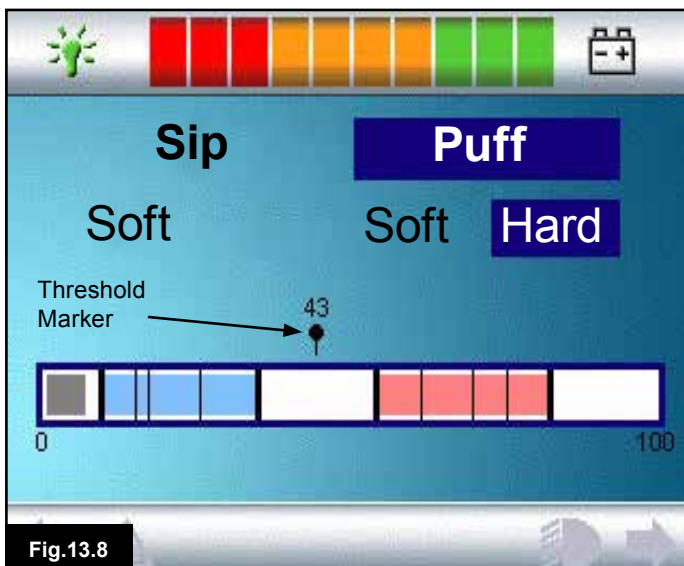 Sip Puff
Soft Soft Hard
Threshold
Marker
43
0 100
Fig.13.8